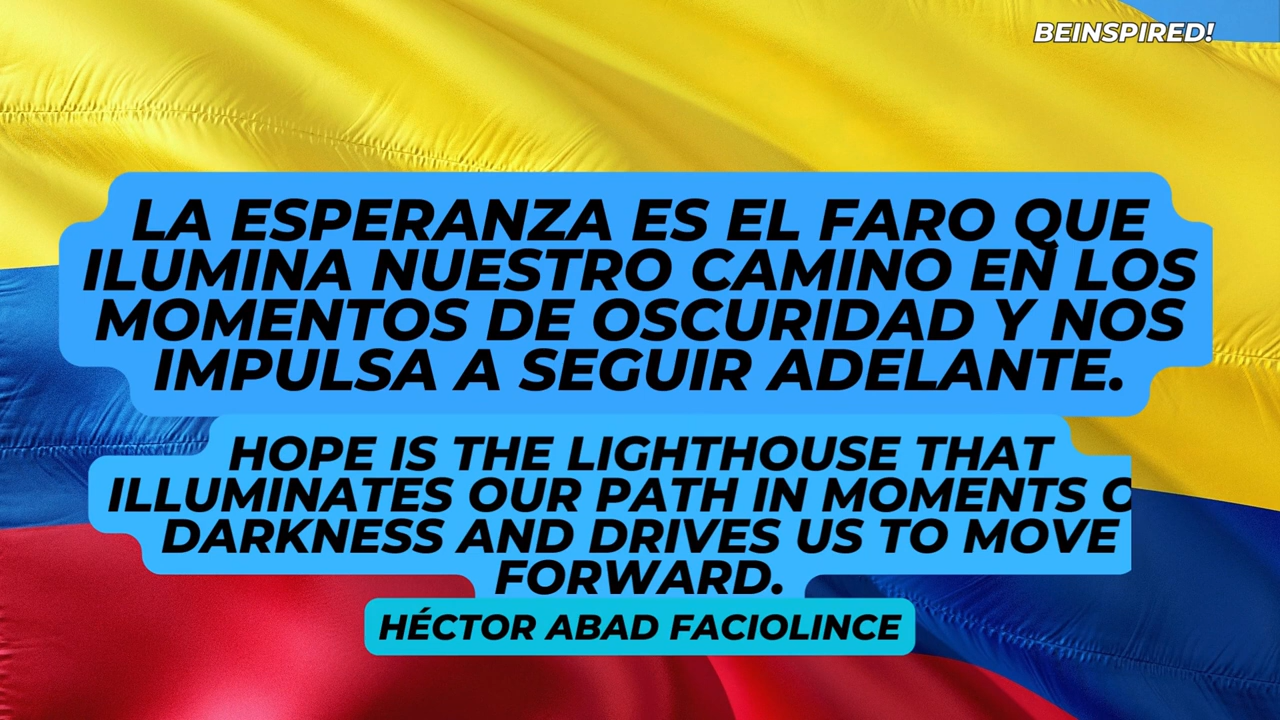 BEINSPIRED!
LA ESPERANZA ES EL FARO QUE
ILUMINA NUESTRO CAMINO EN LOS
MOMENTOS DE OSCURIDAD Y NOS
IMPULSA A SEGUIR ADELANTE.
HOPE IS THE LIGHTHOUSE THAT
ILLUMINATES OUR PATH IN MOMENTS
DARKNESS AND DRIVES US TO MOVE
FORWARD.
HÉCTOR ABAD FACIOLINCE